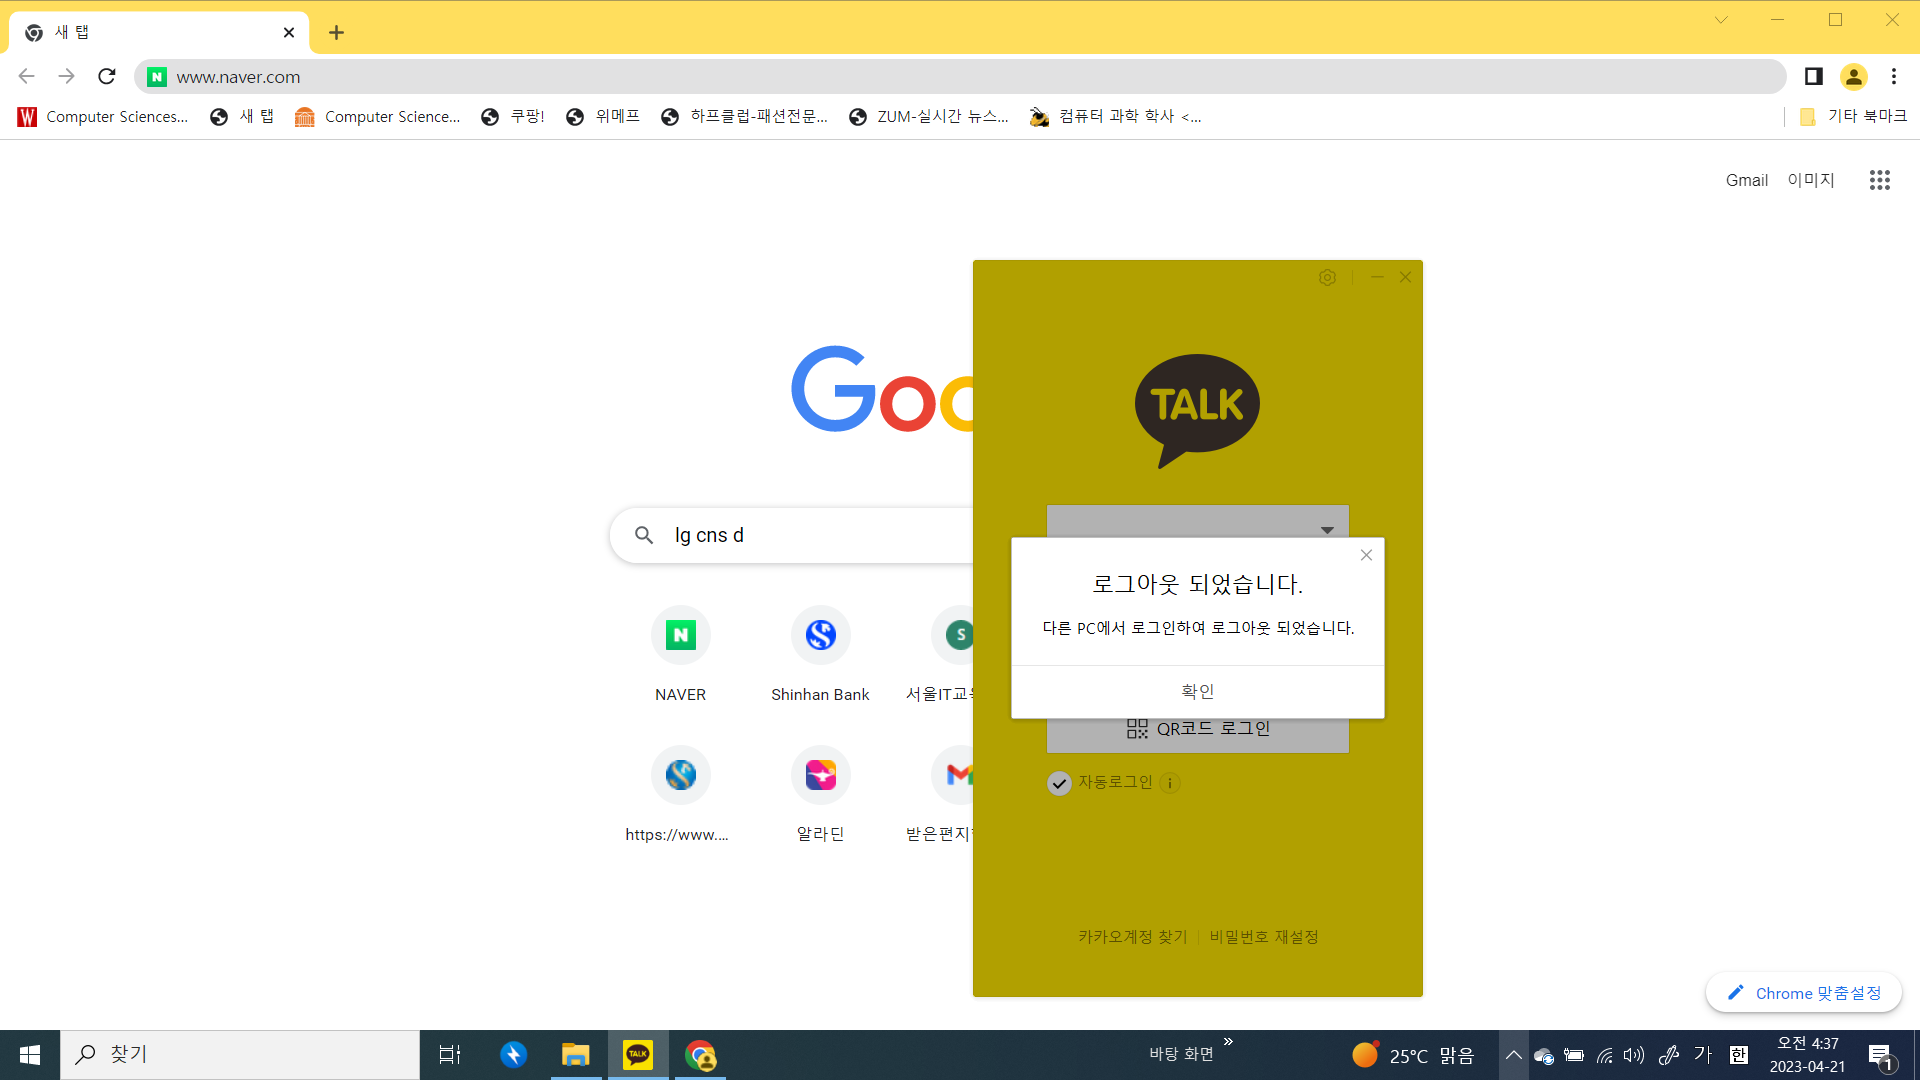 새 탭
www.naver.com
Computer Sciences...
새 탭
Computer Science...
쿠팡!
위메프
하프클럽-패션전문...
ZUM-실시간 뉴스...
컴퓨터 과학 학사 <...
기타 북마크
Gmail
이미지
Goo
TALK
lg cns d
로그아웃 되었습니다.
다른 PC에서 로그인하여 로그아웃 되었습니다.
확인
QR코드 로그인
자동로그인
NAVER
Shinhan Bank
S
서울IT교
https://www....
알라딘
받은편지
카카오계정 찾기
비밀번호 재설정
Chrome 맞춤설정
찾기
TALK
바탕 화면
25°C 맑음
가
한
오전 4:37
2023-04-21
1